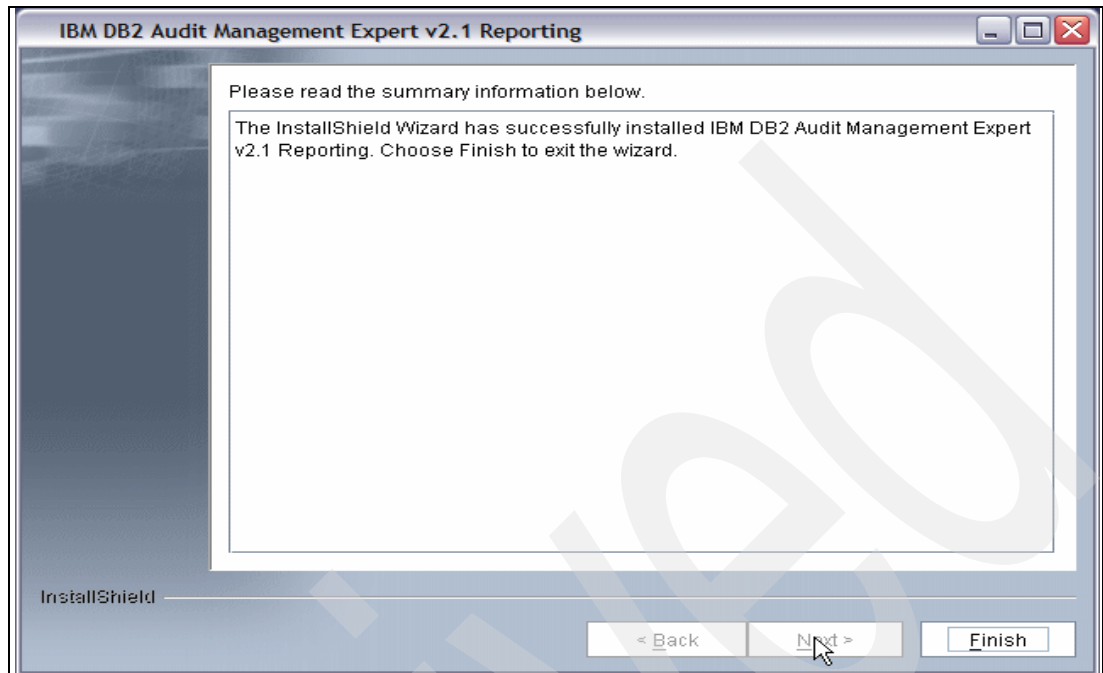 IBM DB2 Audit Management Expert v2.1 Reporting
Please read the summary information below.
The InstallShield Wizard has successfully installed IBM DB2 Audit Management Expert
v2.1 Reporting. Choose Finish to exit the wizard.
InstallShield
< Back
Next >
Finish